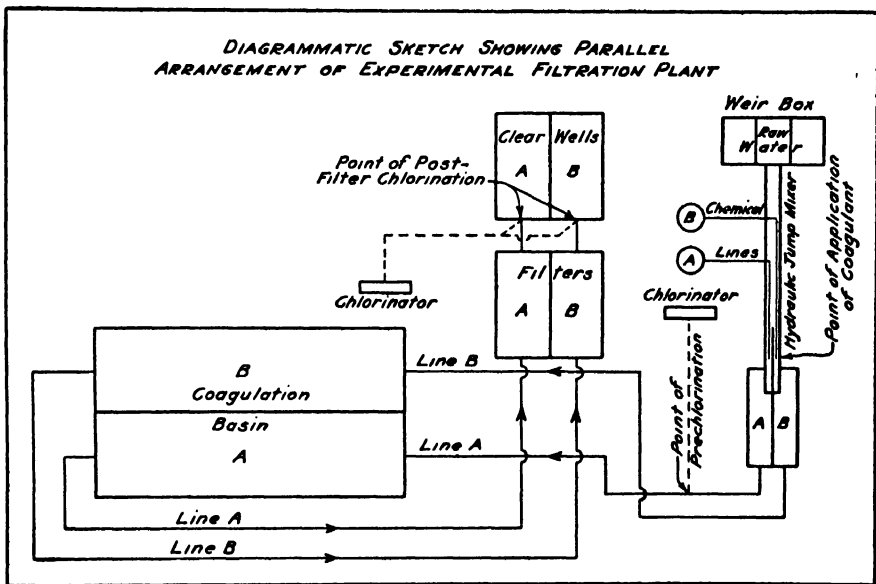 DIAGRAMMATIC SKETCH SHOWING PARALLEL
ARRANGEMENT OF EXPERIMENTAL FILTRATION PLANT
Weir Box
Raw
Water
Clear Wells
A B
Point of Post-
Filter Chlorination
B Chemical
A Lines
Hydraulic Jump Mixer
Point of Application
of Coagulant
Filters
A B
Chlorinator
Chlorinator
Line B
B
Coagulation
Basin
A
Line A
Point of
Prechlorination
A B
Line A
Line B